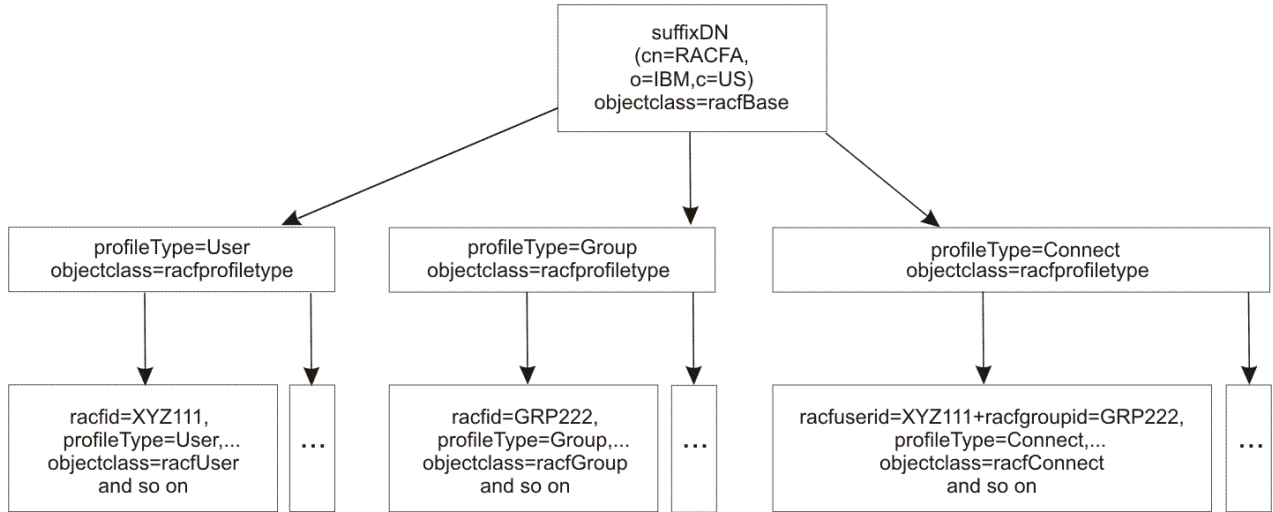 suffixDN
(cn=RACFA,
o=IBM,c=US)
objectclass=racfBase
profileType=User
objectclass=racfprofiletype
profileType=Group
objectclass=racfprofiletype
profileType=Connect
objectclass=racfprofiletype
racfid=XYZ111,
profileType=User,...
objectclass=racfUser
and so on
...
racfid=GRP222,
profileType=Group,...
objectclass=racfGroup
and so on
...
racfuserid=XYZ111+racfgroupid=GRP222,
profileType=Connect,...
objectclass=racfConnect
and so on
...